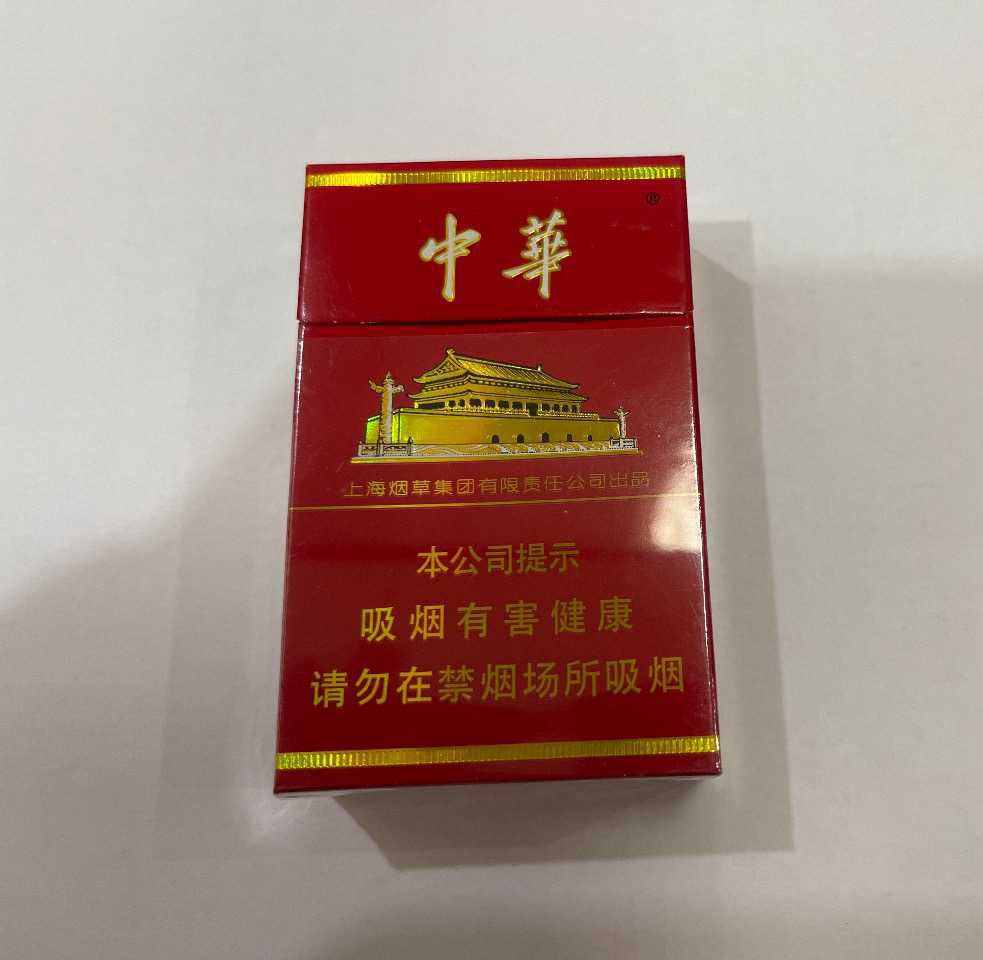 中華®
上海烟草集团有限责任公司出品
本公司提示
吸烟有害健康
请勿在禁烟场所吸烟